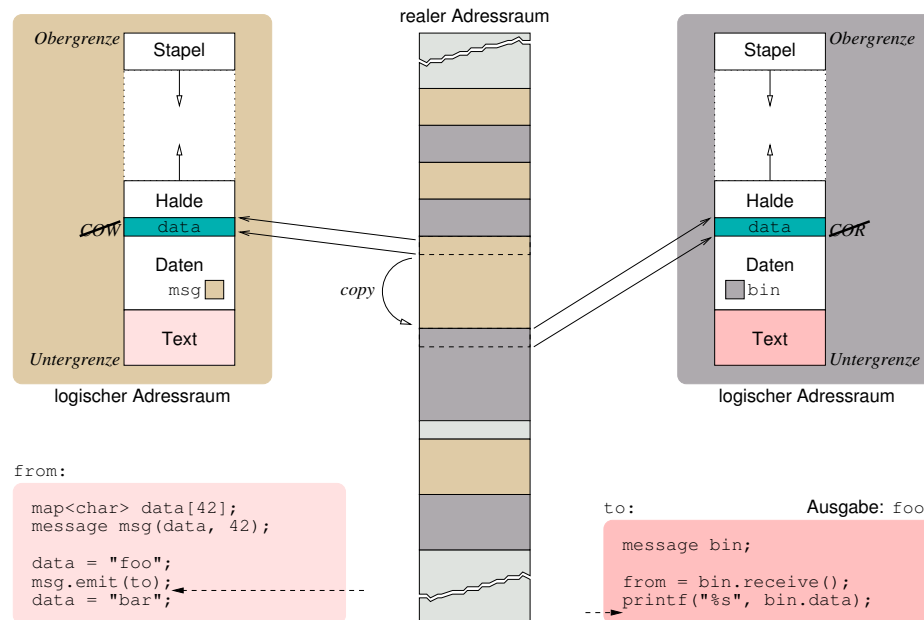 realer Adressraum
Obergrenze
Stapel
Halde
COW
data
Daten
msg
Text
Untergrenze
logischer Adressraum
copy
Stapel
Obergrenze
Halde
data
COR
Daten
bin
Text
Untergrenze
logischer Adressraum
from:
map<char> data[42];
message msg(data, 42);
data = "foo";
msg.emit(to);
data = "bar";
to:
Ausgabe: foo
message bin;
from = bin.receive();
printf("%s", bin.data);